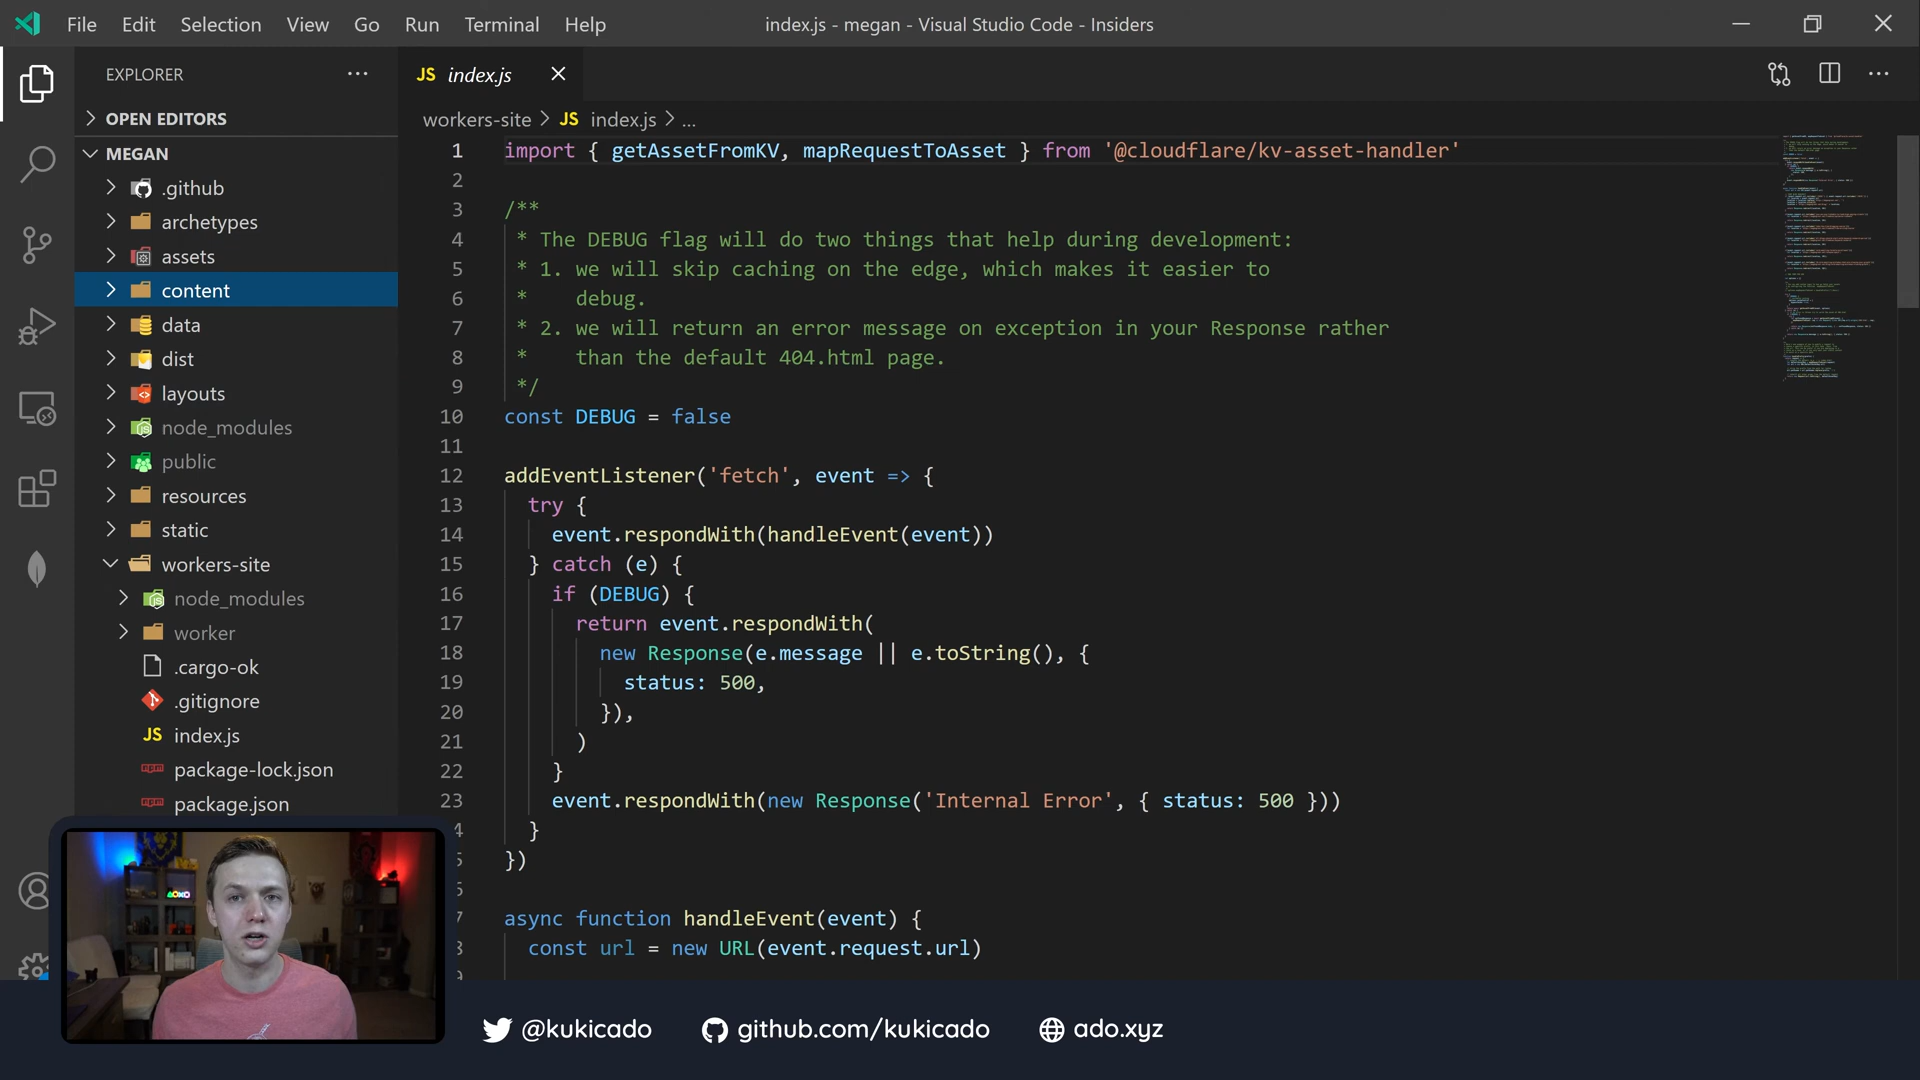 File Edit Selection View Go Run Terminal Help
index.js - megan - Visual Studio Code - Insiders
EXPLORER
OPEN EDITORS
MEGAN
.github
archetypes
assets
content
data
dist
layouts
node_modules
public
resources
static
workers-site
node_modules
worker
.cargo-ok
.gitignore
JS index.js
package-lock.json
package.json
JS index.js
workers-site > JS index.js > ...
1 import { getAssetFromKV, mapRequestToAsset } from '@cloudflare/kv-asset-handler'
2
3 /**
4 * The DEBUG flag will do two things that help during development:
5 * 1. we will skip caching on the edge, which makes it easier to
6 * debug.
7 * 2. we will return an error message on exception in your Response rather
8 * than the default 404.html page.
9 */
10 const DEBUG = false
11
12 addEventListener('fetch', event => {
13 try {
14 event.respondWith(handleEvent(event))
15 } catch (e) {
16 if (DEBUG) {
17 return event.respondWith(
18 new Response(e.message || e.toString(), {
19 status: 500,
20 }),
21 )
22 }
23 event.respondWith(new Response('Internal Error', { status: 500 }))
4 }
5 })
5
7 async function handleEvent(event) {
8 const url = new URL(event.request.url)
9
@kukicado github.com/kukicado ado.xyz